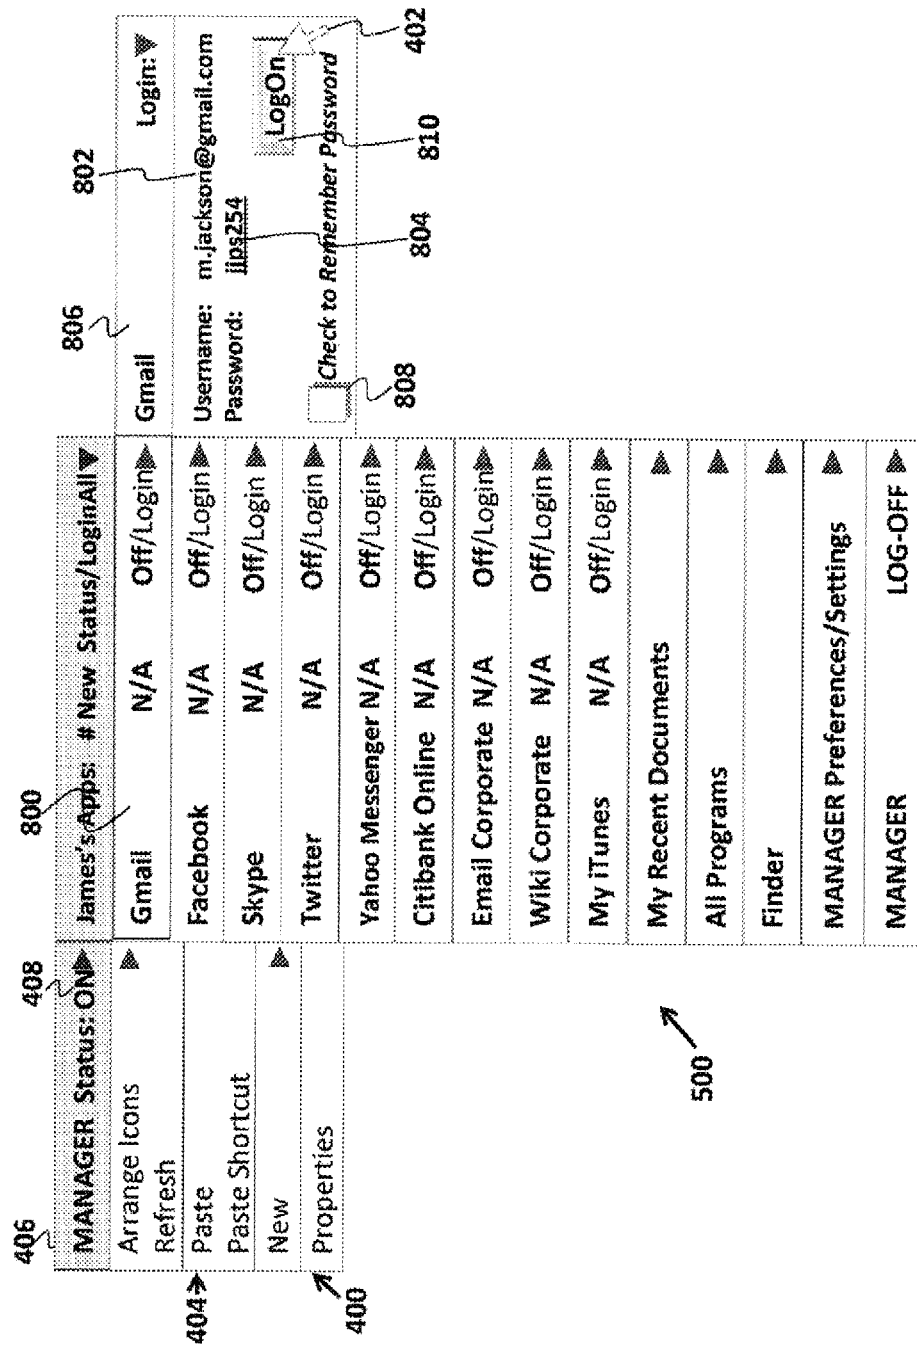 406
408
MANAGER Status: ON
Arrange Icons
Refresh
404
Paste
Paste Shortcut
New
Properties
400
800
James's Apps: # New Status/LoginAll
Gmail N/A Off/Login
Facebook N/A Off/Login
Skype N/A Off/Login
Twitter N/A Off/Login
Yahoo Messenger N/A Off/Login
Citibank Online N/A Off/Login
Email Corporate N/A Off/Login
Wiki Corporate N/A Off/Login
My iTunes N/A Off/Login
My Recent Documents
All Programs
Finder
MANAGER Preferences/Settings
MANAGER LOG-OFF
500
806
802
Gmail Login:
Username: m.jackson@gmail.com
Password:
LogOn
Check to Remember Password
808
804
810
402